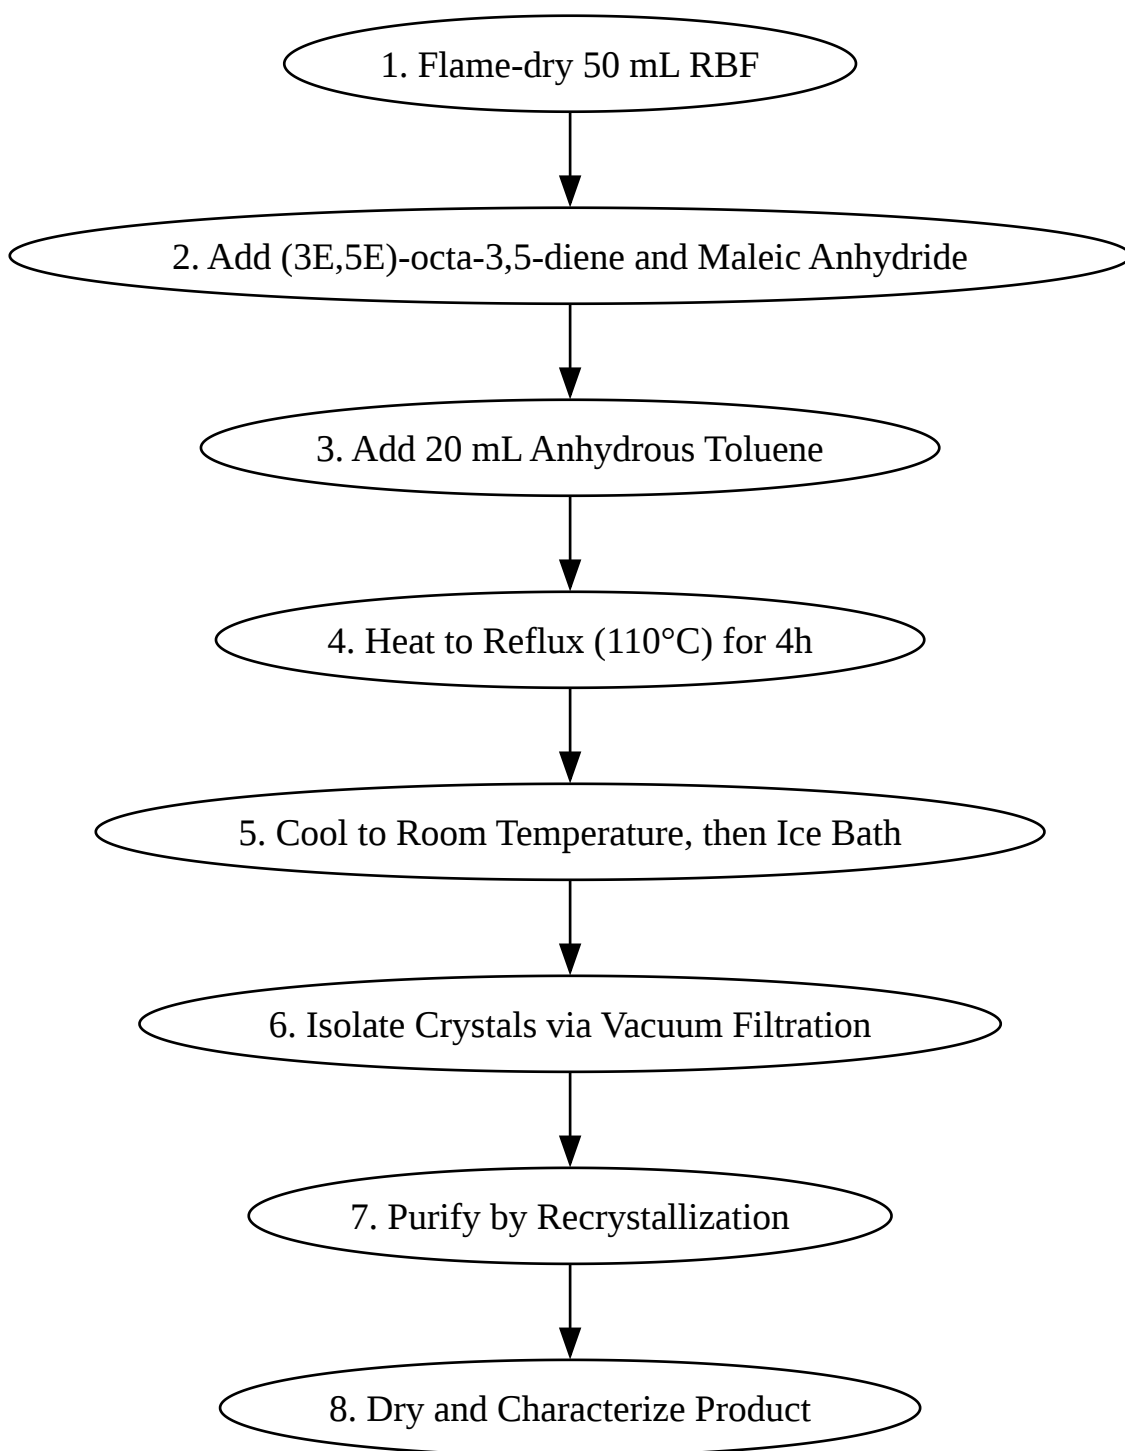 1. Flame-dry 50 mL RBF
2. Add (3E,5E)-octa-3,5-diene and Maleic Anhydride
3. Add 20 mL Anhydrous Toluene
4. Heat to Reflux (110°C) for 4h
5. Cool to Room Temperature, then Ice Bath
6. Isolate Crystals via Vacuum Filtration
7. Purify by Recrystallization
8. Dry and Characterize Product